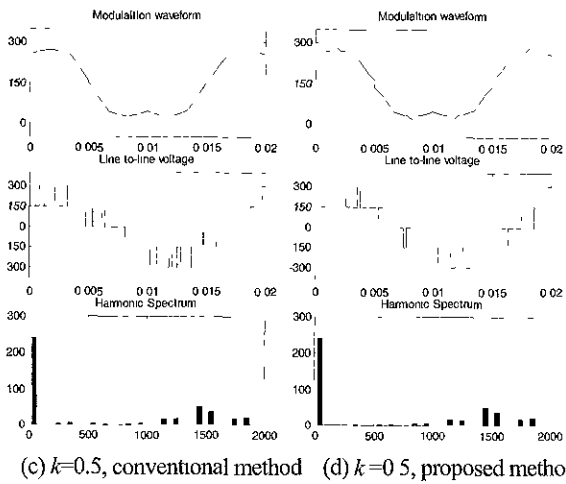 Modulaltion waveform
300
150
0
0 0 005 0 01 0 015 0 02
Line to-line voltage
300
150
0
150
300
0 0 005 0 01 0 015 0 02
Harmonic Spectrum
300
200
100
0
0 500 1000 1500 2000
(c) k=0.5, conventional method
Modulaltion waveform
300
150
0
0 0 005 0 01 0 015 0 02
Line-to-line voltage
300
150
0
-150
-300
0 0 005 0 01 0 015 0 02
Harmonic Spectrum
300
200
100
0
0 500 1000 1500 2000
(d) k=0 5, proposed metho